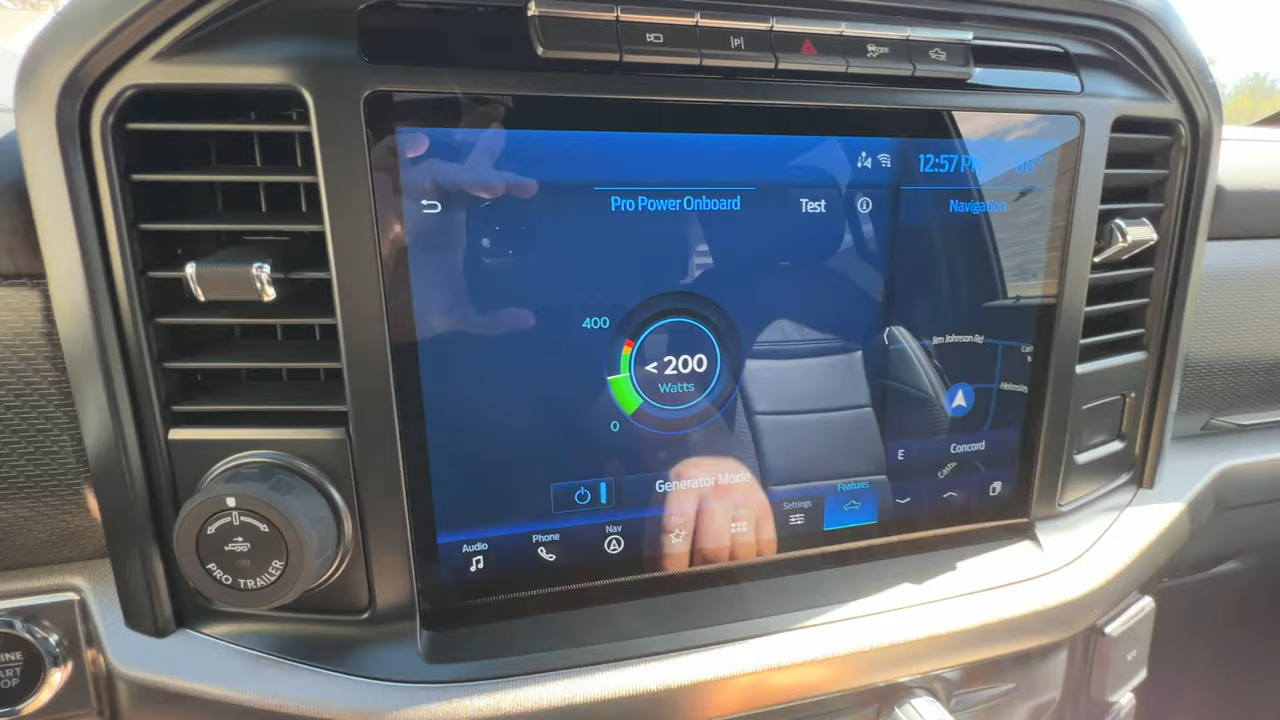 OFF
12:57 PM
Pro Power Onboard
Test
Navigation
400
< 200
Watts
0
Jim Johnson Rd
Generator Mode
E
Concord
Audio
Phone
Nav
Settings
Features
PRO TRAILER